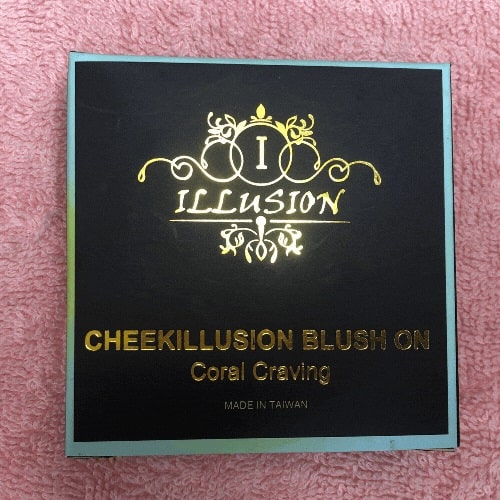 I
ILLUSION
CHEEKILLUSION BLUSH ON
Coral Craving
MADE IN TAIWAN